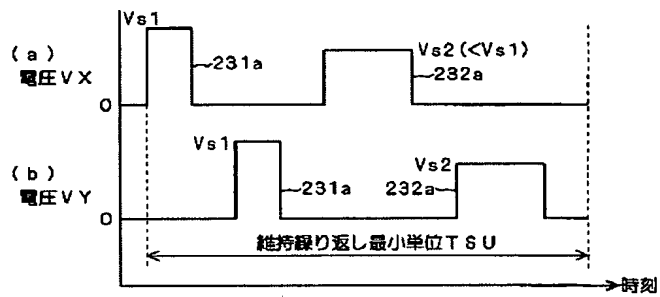 Vs1
(a)
電圧VX
0
231a
Vs2(<Vs1)
232a
(b)
電圧VY
0
Vs1
231a
Vs2
232a
維持繰り返し最小単位TSU
時刻